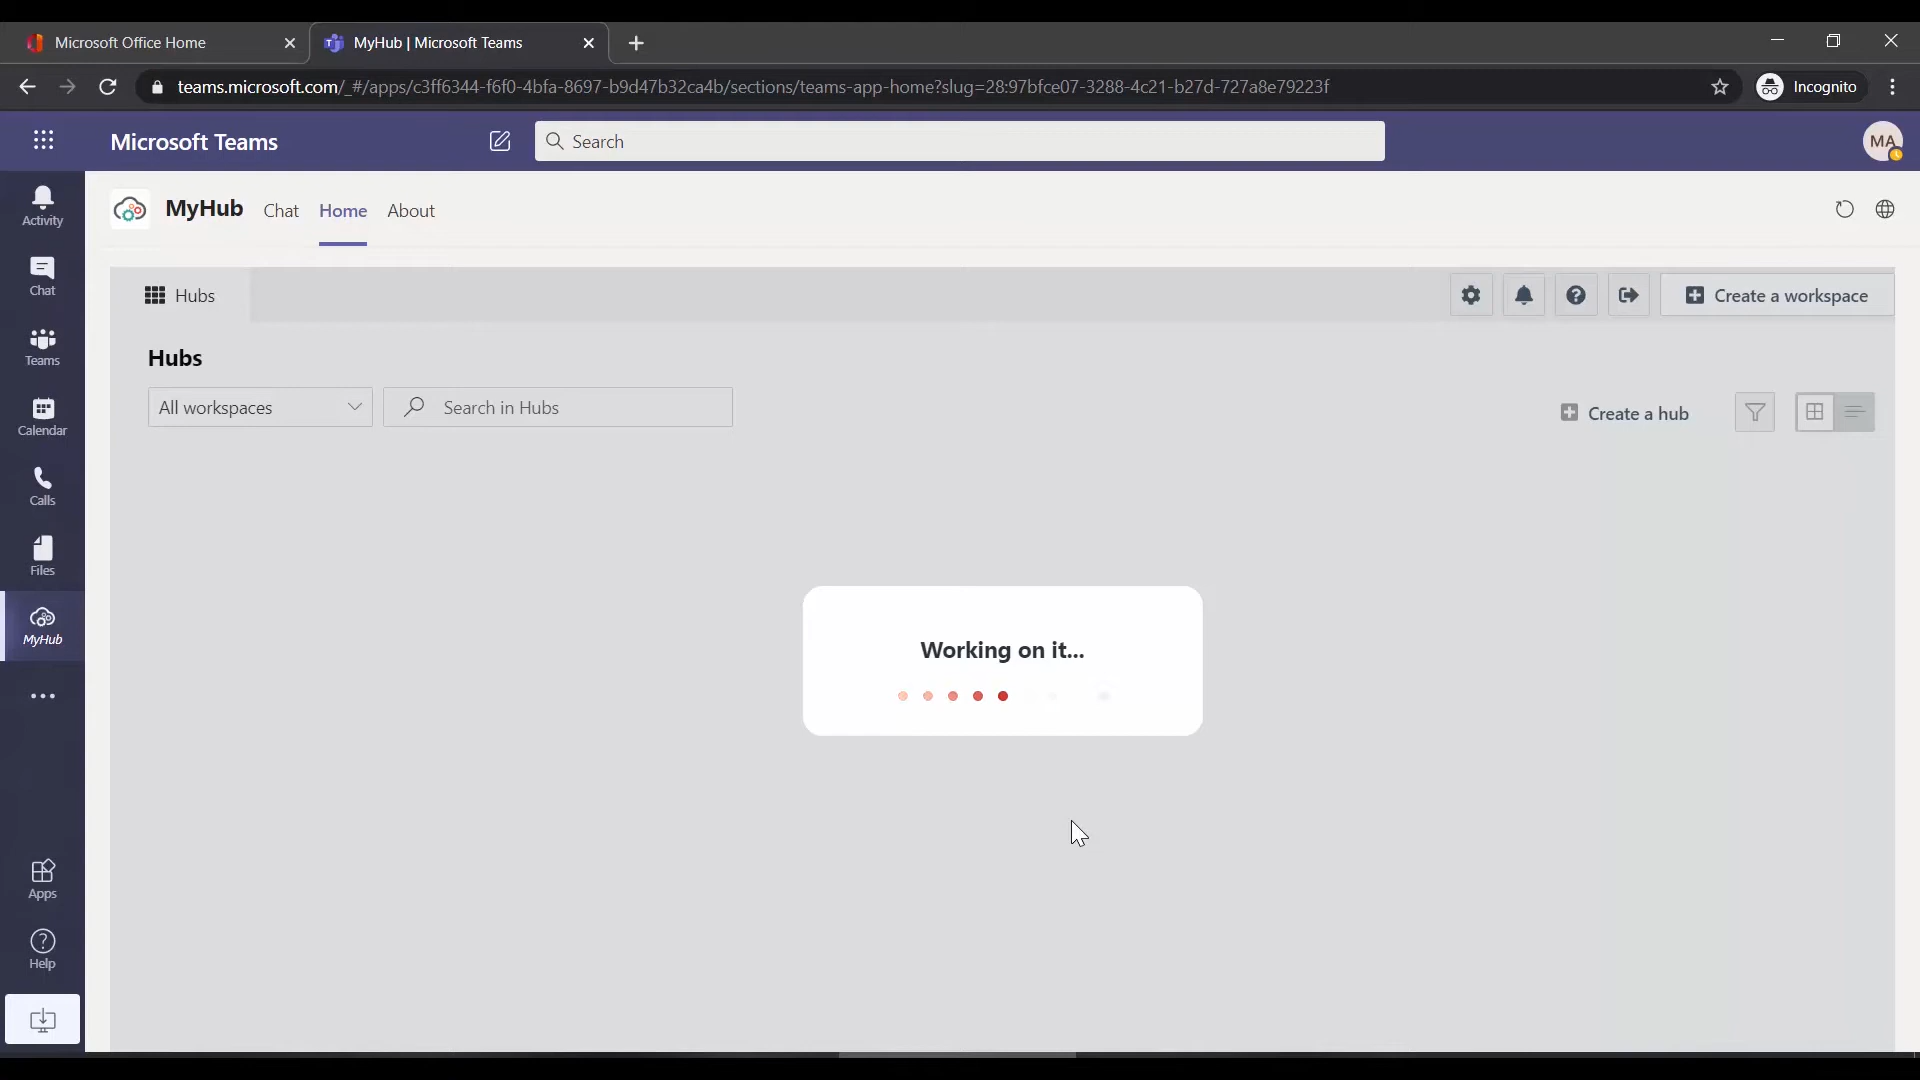 Microsoft Office Home
MyHub | Microsoft Teams
teams.microsoft.com/_#/apps/c3ff6344-f6f0-4bfa-8697-b9d47b32ca4b/sections/teams-app-home?slug=28:97bfce07-3288-4c21-b27d-727a8e79223f
Incognito
Microsoft Teams
Search
MA
Activity
Chat
Teams
Calendar
Calls
Files
MyHub
Apps
Help
MyHub Chat Home About
Hubs
Create a workspace
Hubs
All workspaces
Search in Hubs
Create a hub
Working on it...